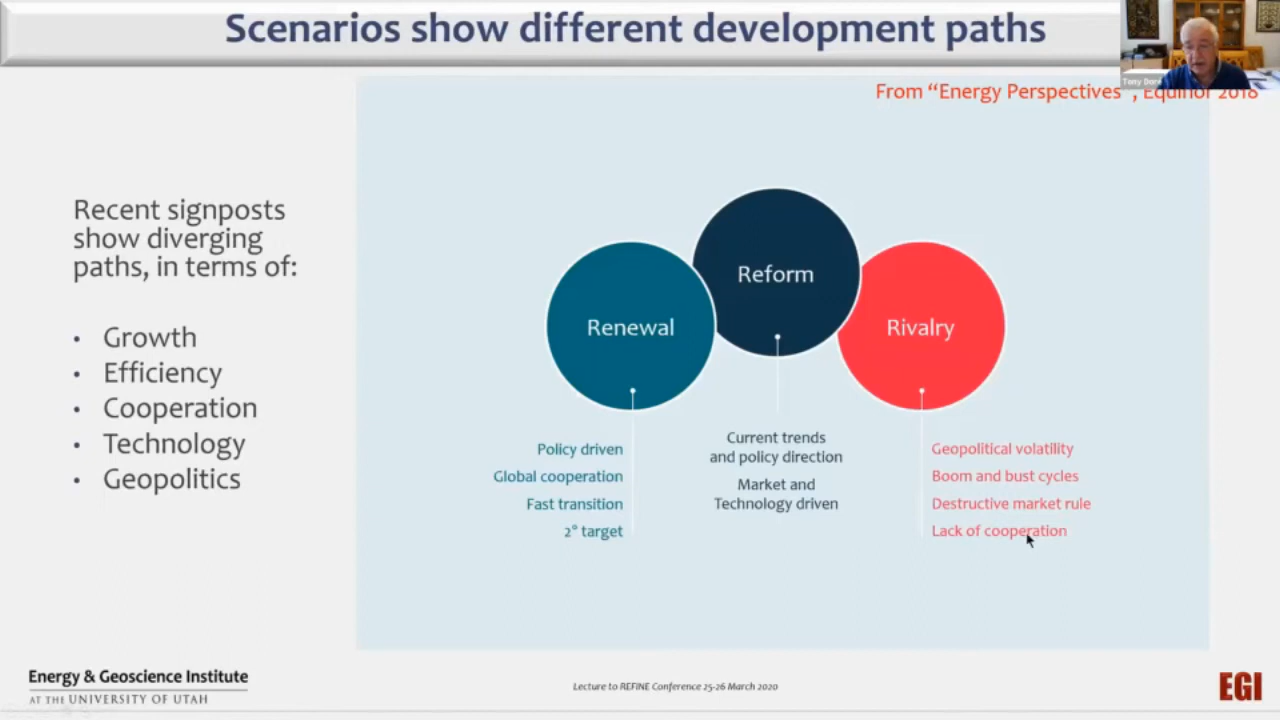 Scenarios show different development paths
Tony Doré
From “Energy Perspectives”, Equinor 2018
Recent signposts
show diverging
paths, in terms of:
• Growth
• Efficiency
• Cooperation
• Technology
• Geopolitics
Renewal
Reform
Rivalry
Policy driven
Global cooperation
Fast transition
2° target
Current trends
and policy direction
Market and
Technology driven
Geopolitical volatility
Boom and bust cycles
Destructive market rule
Lack of cooperation
Energy & Geoscience Institute
AT THE UNIVERSITY OF UTAH
Lecture to REFINE Conference 25-26 March 2020
EGI